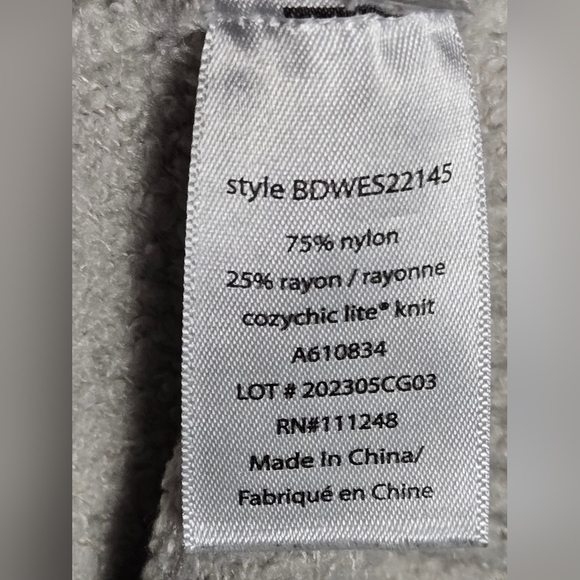 style BDWES22145
75% nylon
25% rayon / rayonne
cozychic lite® knit
A610834
LOT # 202305CG03
RN#111248
Made In China/
Fabriqué en Chine